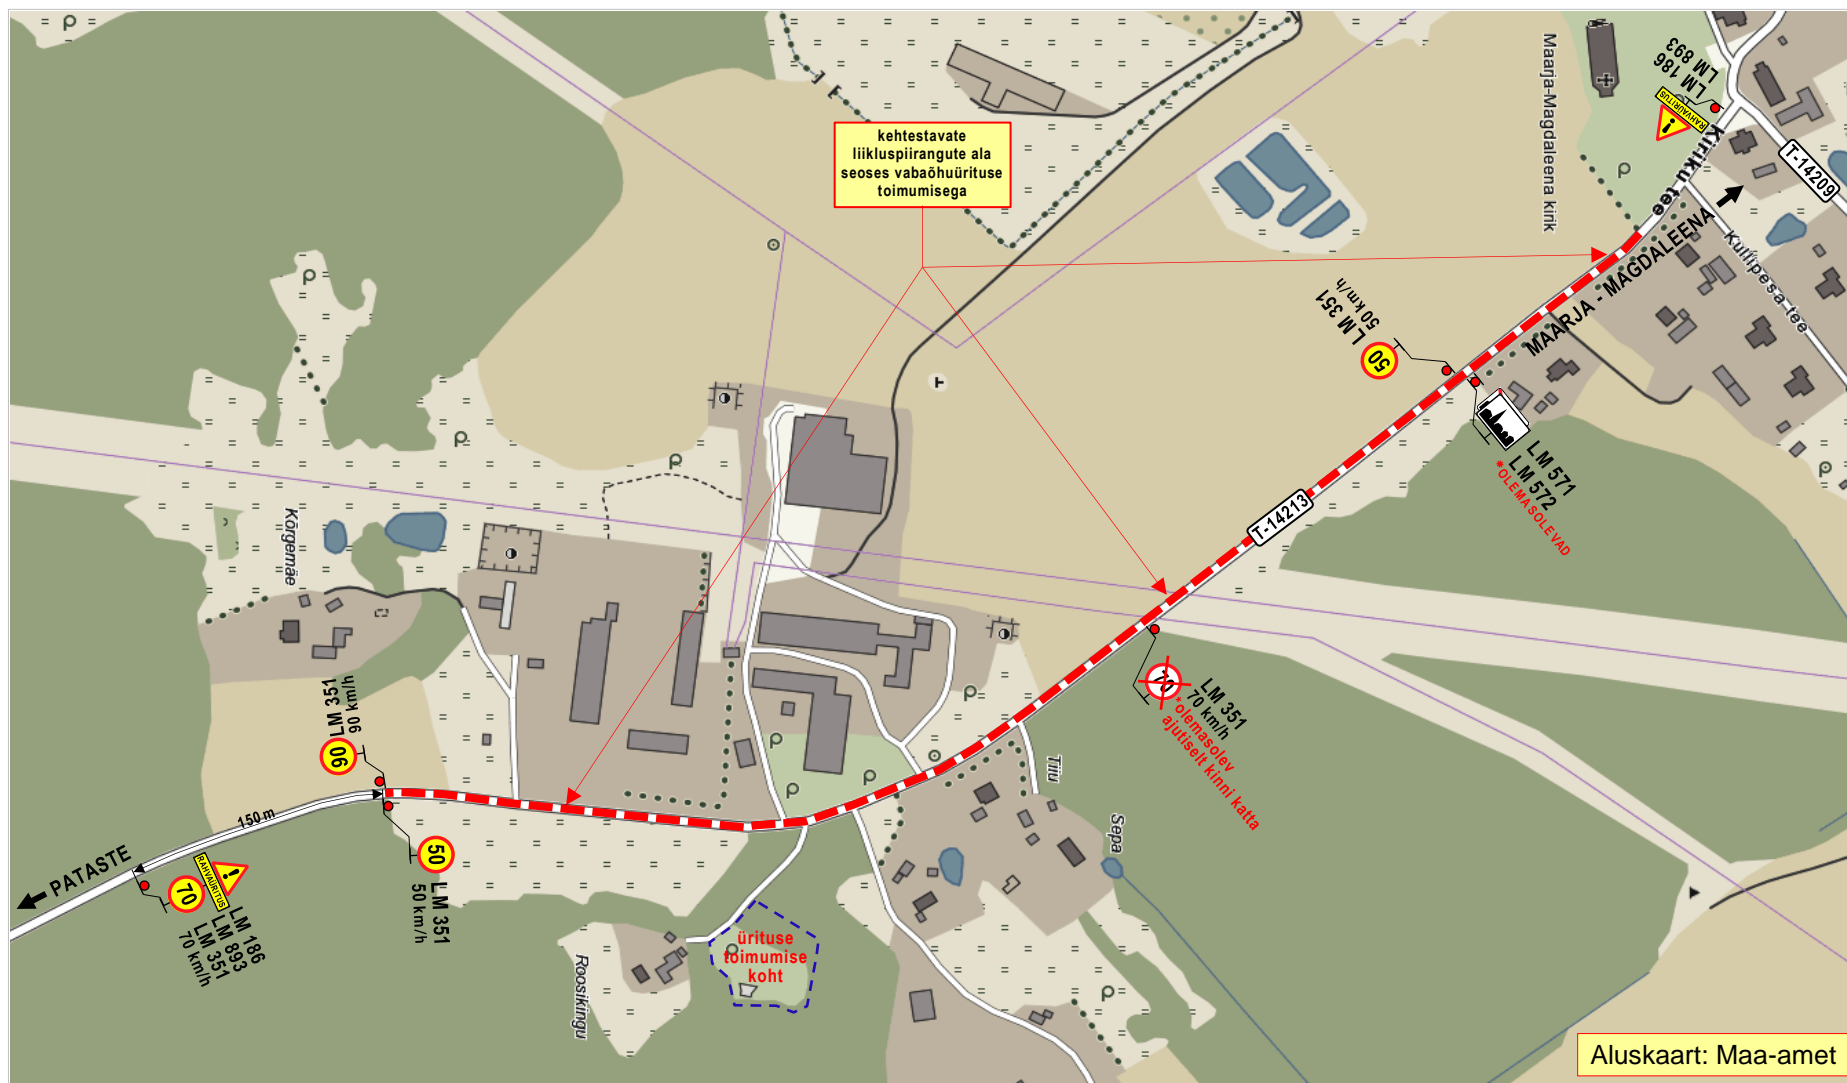 kehtestavate
liikluspiirangute ala
seoses vabaõhuürituse
toimumisega
Maarja-Magdaleena kirik
LM 186
LM 893
RAHVAÜRITUS
!
Kiriku tee
T-14209
MAARJA - MAGDALEENA
Kullipesa tee
LM 351
50 km/h
50
LM 571
LM 572
*OLEMASOLEVAD
T-14213
Kõrgemäe
LM 351
70 km/h
*olemasolev
ajutiselt kinni katta
70
Tiiu
Sepa
LM 351
90 km/h
90
150 m
PATASTE
50
LM 351
50 km/h
RAHVAÜRITUS
!
70
LM 186
LM 893
LM 351
70 km/h
Roosikingu
ürituse
toimumise
koht
Aluskaart: Maa-amet